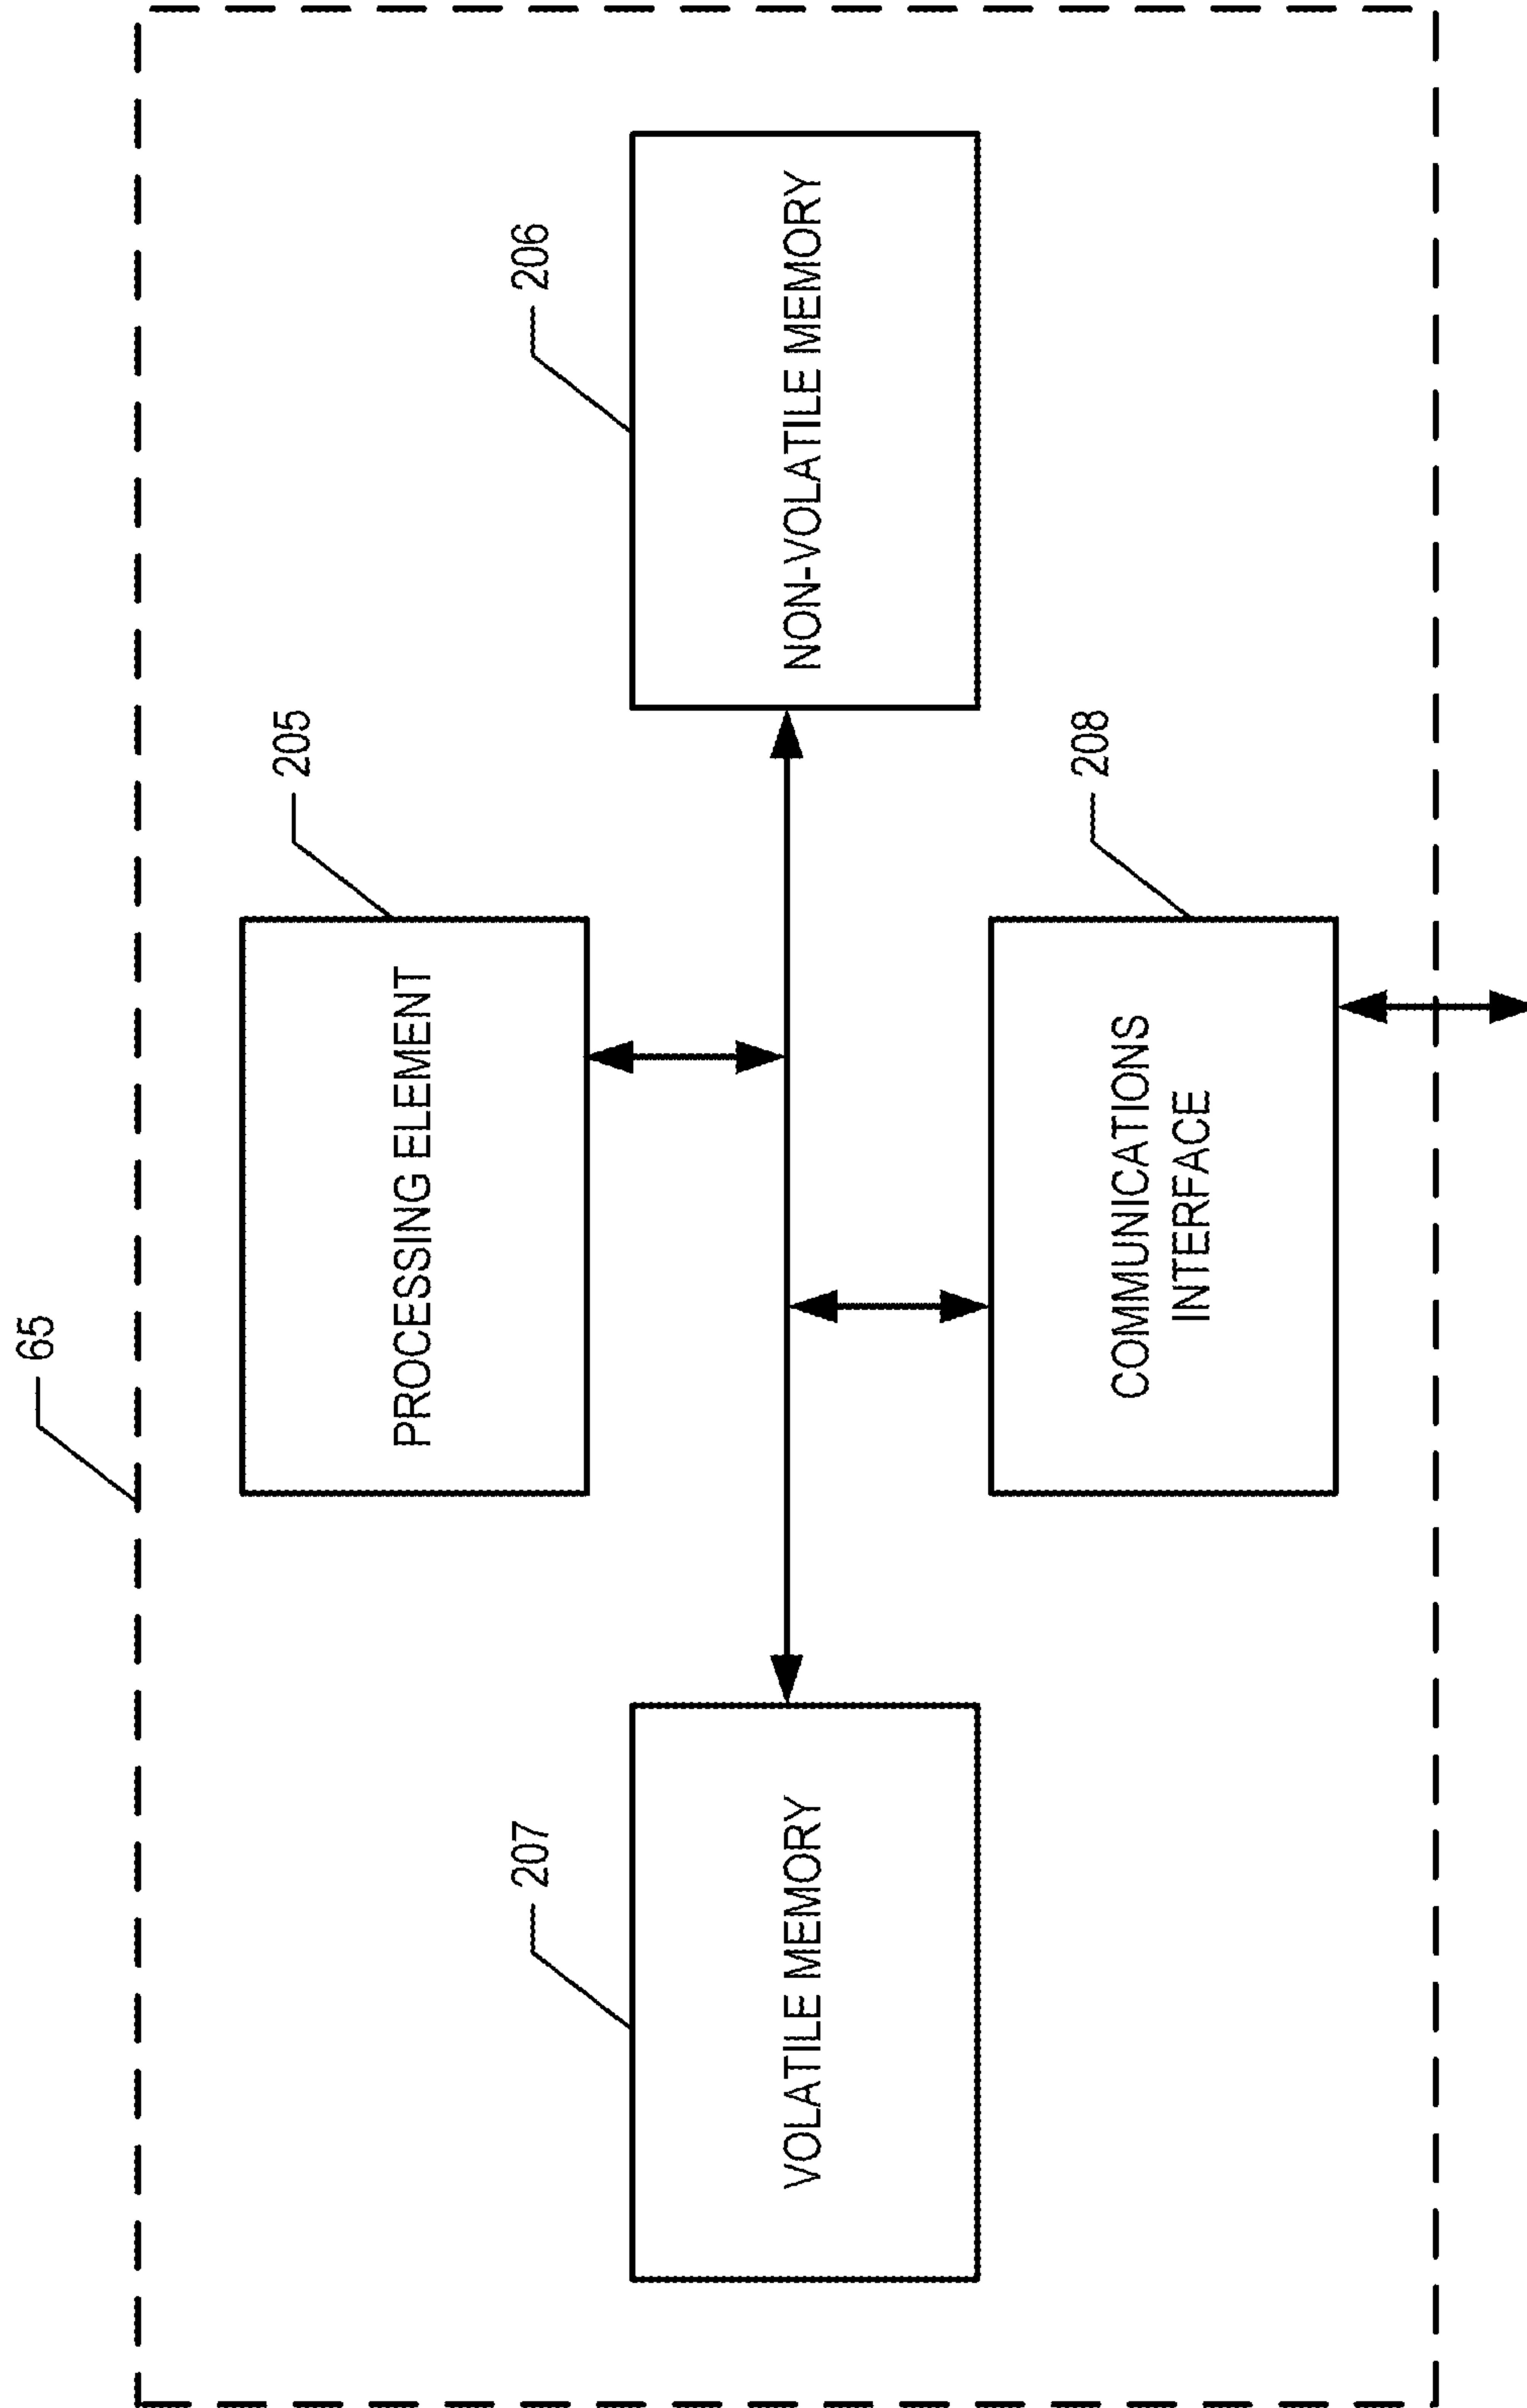 65
205
PROCESSING ELEMENT
207
206
VOLATILE MEMORY
NON-VOLATILE MEMORY
208
COMMUNICATIONS
INTERFACE